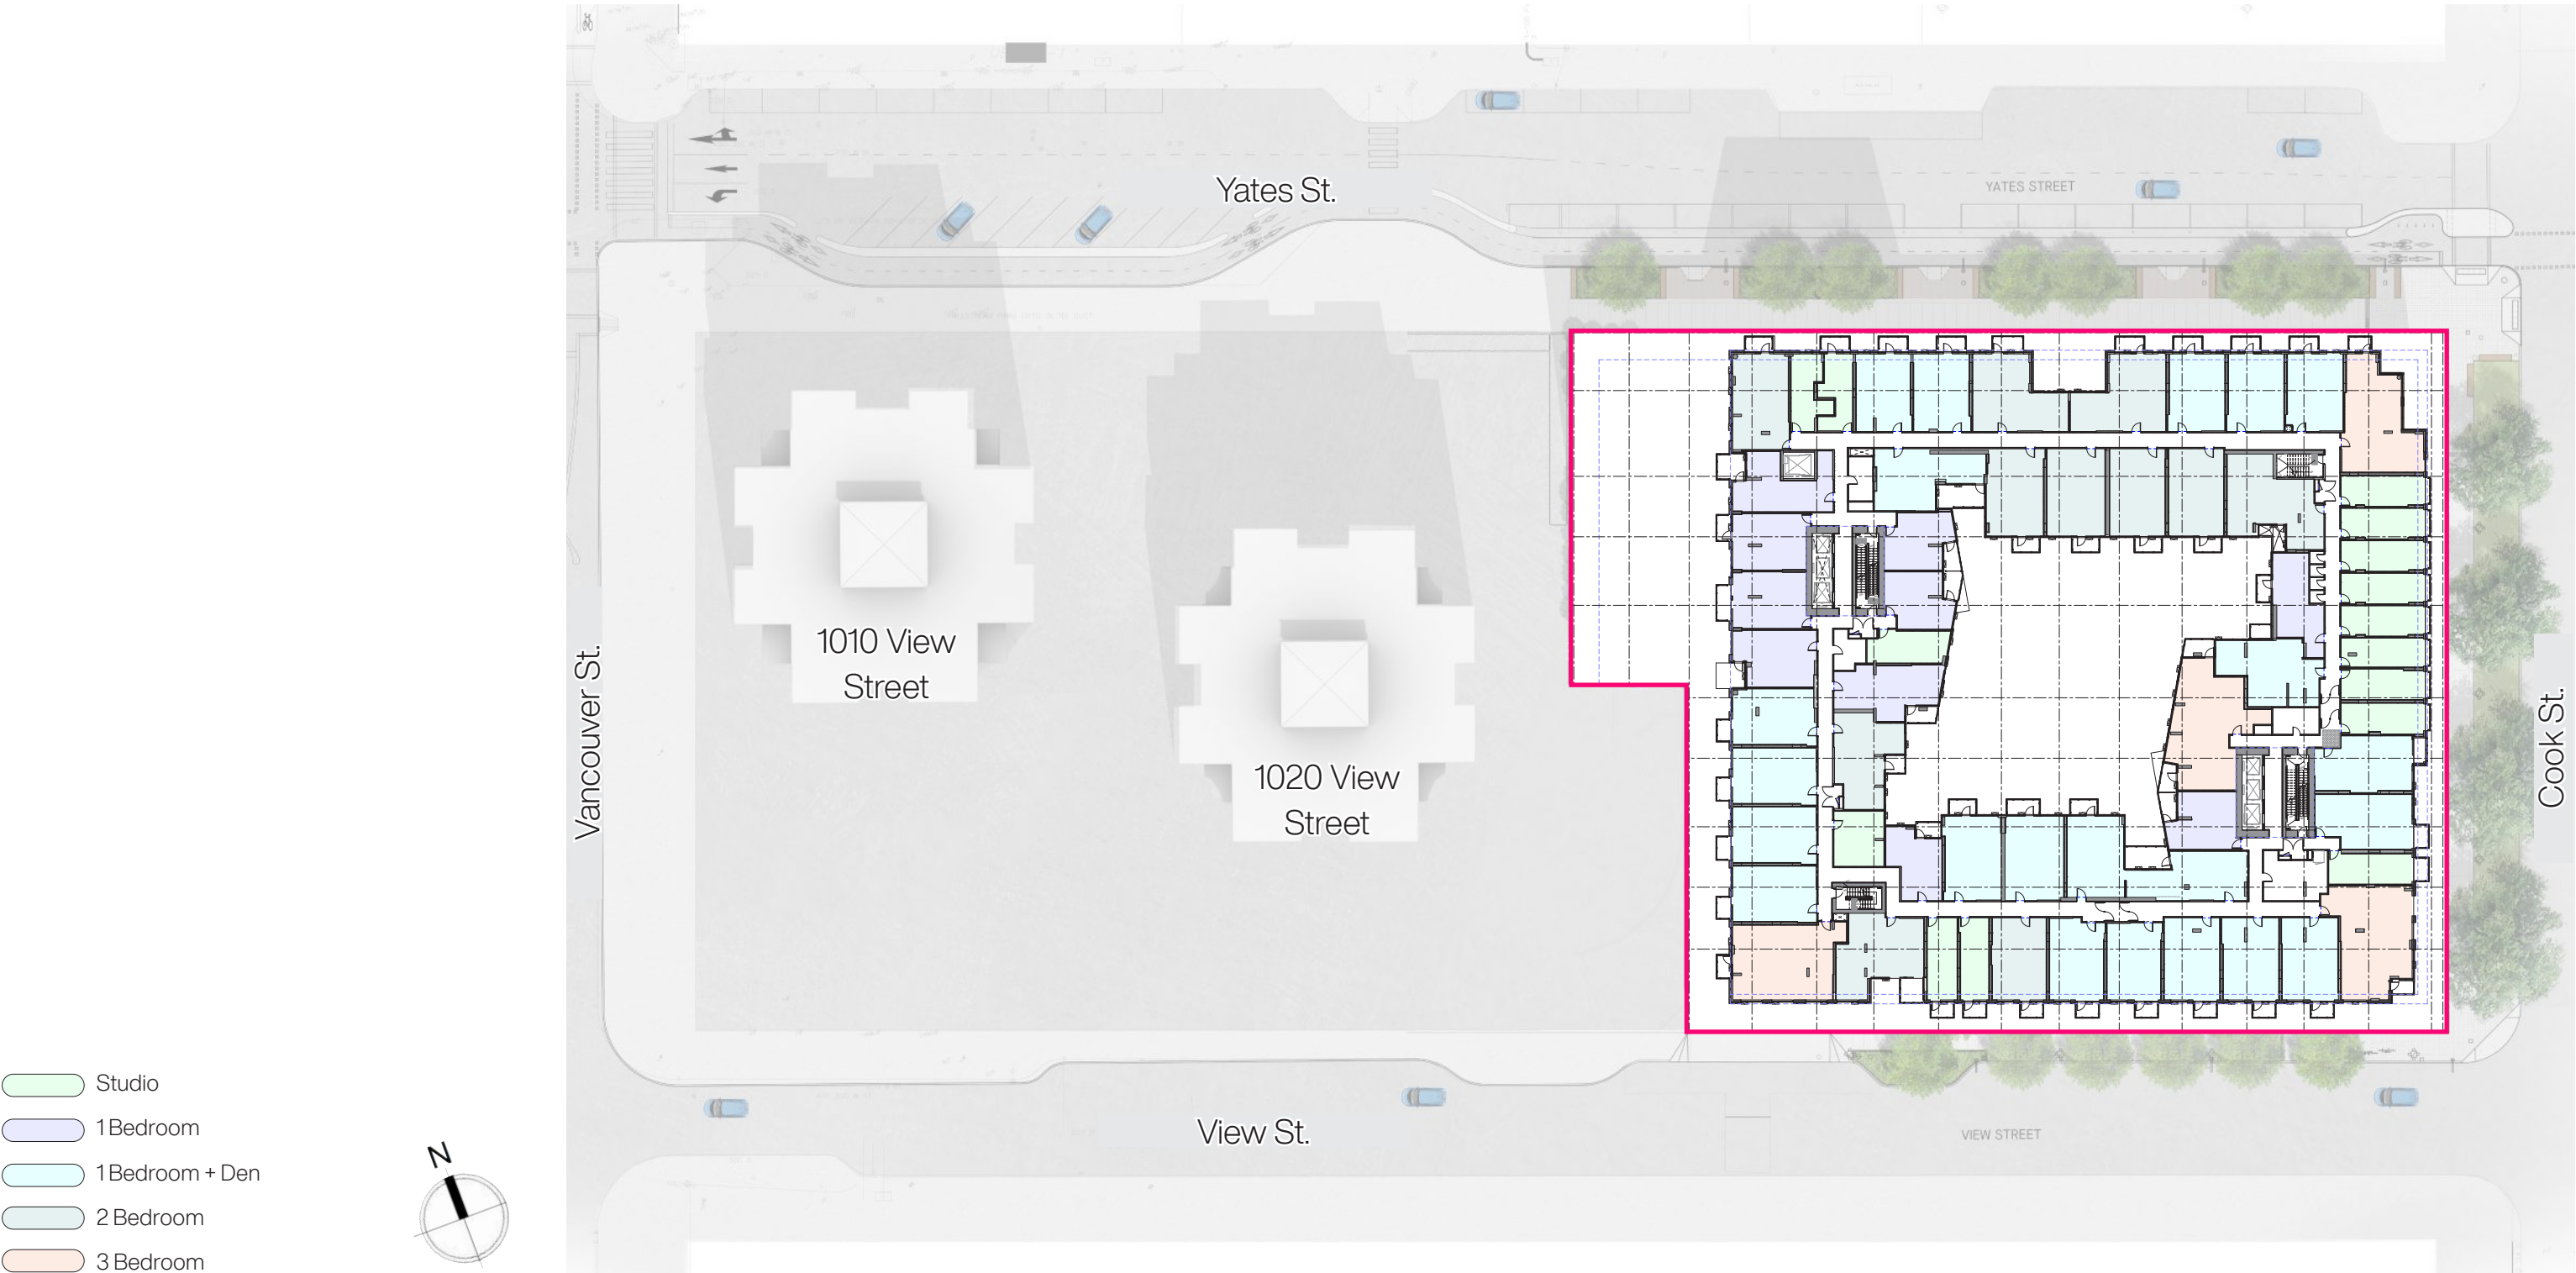 Yates St.
YATES STREET
1010 View
Street
1020 View
Street
Vancouver St.
Cook St.
Studio
1 Bedroom
1 Bedroom + Den
2 Bedroom
3 Bedroom
N
View St.
VIEW STREET